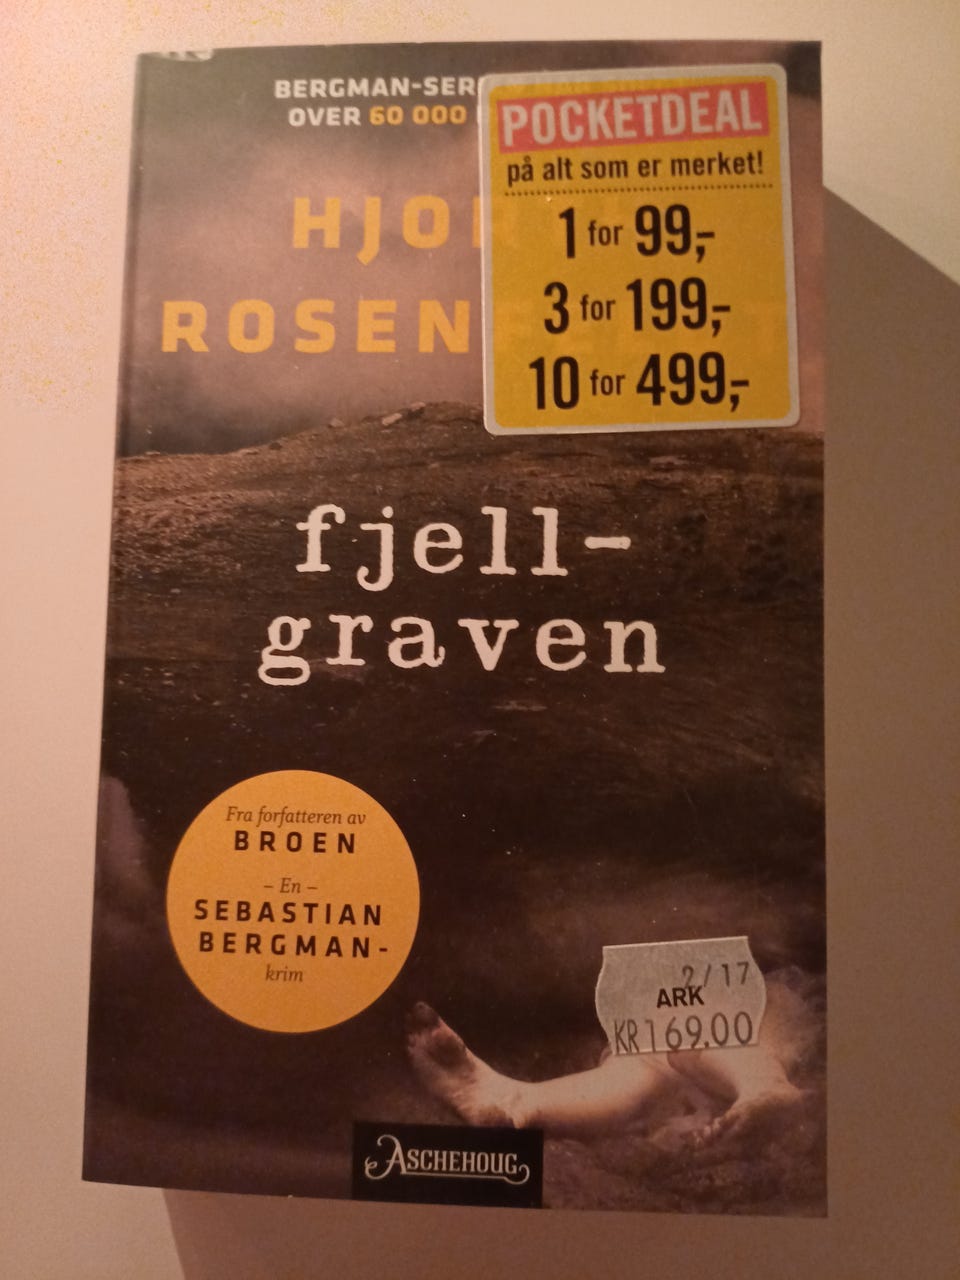 BERGMAN-SER
OVER 60 000
HJO
ROSEN
POCKETDEAL
på alt som er merket!
1 for 99,-
3 for 199,-
10 for 499,-
fjell-
graven
Fra forfatteren av
BROEN
– En –
SEBASTIAN
BERGMAN-
krim
2/17
ARK
KR169.00
ASCHEHOUG